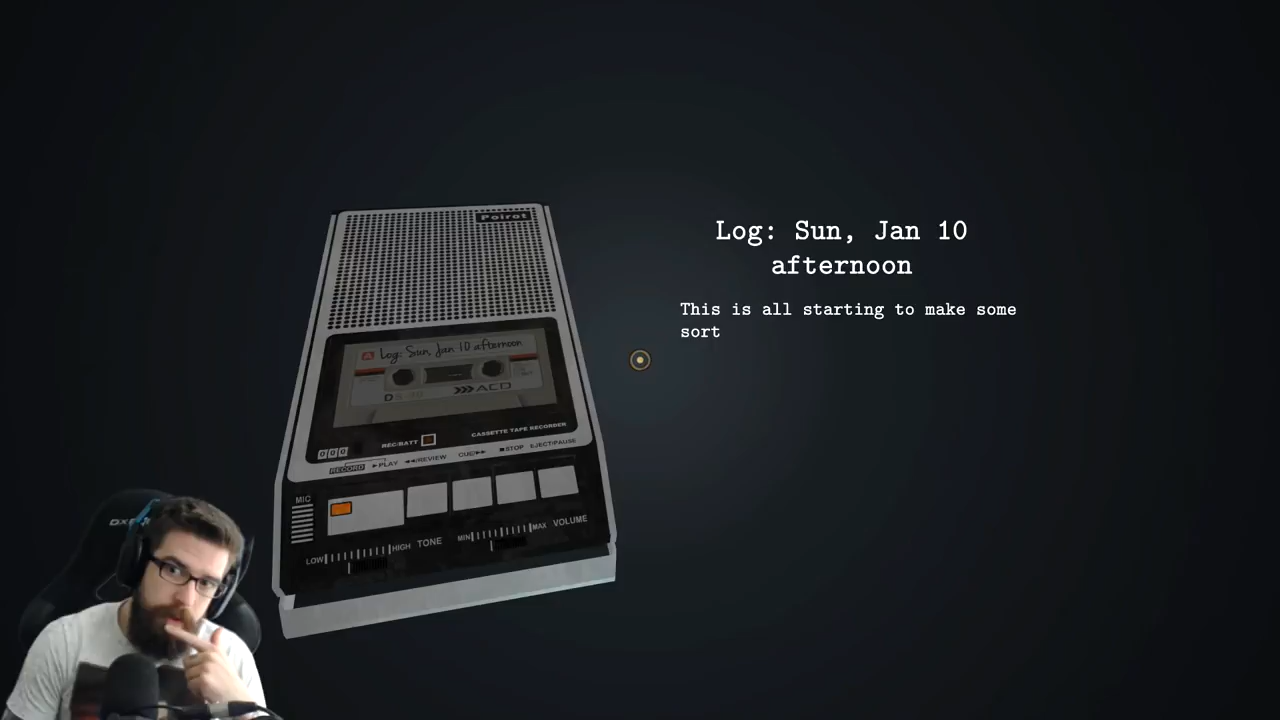 Poirot
Log: Sun, Jan 10
afternoon
This is all starting to make some
sort
Log: Sun, Jan 10 afternoon
ACD
REC/BATT
CASSETTE TAPE RECORDER
000
RECORD ►PLAY ◄◄/REVIEW CUE/►► ■STOP EJECT/PAUSE
MIC
LOW HIGH TONE MIN MAX VOLUME